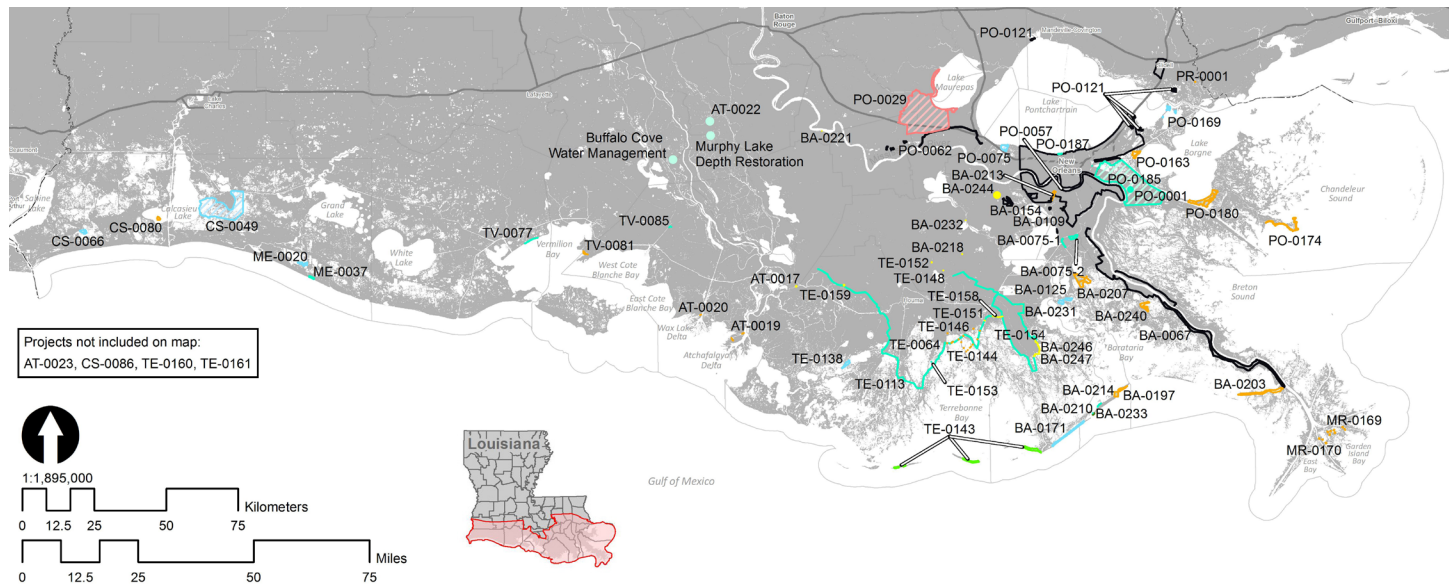 Baton
Rouge
Gulfport-Biloxi
PO-0121
Mandeville-Covington
Slidell
PR-0001
Lake
Maurepas
PO-0029
PO-0121
Lake
Pontchartrain
PO-0169
Lake
Charles
Lafayette
AT-0022
Buffalo Cove
Water Management
Murphy Lake
Depth Restoration
BA-0221
PO-0062
PO-0057
PO-0187
PO-0075
New
Orleans
PO-0163
Lake
Borgne
BA-0213
BA-0244
PO-0185
PO-0001
Chandeleur
Sound
Beaumont
Sabine
Lake
Calcasieu
Lake
Grand
Lake
CS-0066
CS-0080
CS-0049
BA-0154
BA-0109
PO-0180
PO-0174
TV-0085
BA-0232
BA-0075-1
TV-0077
Vermilion
Bay
TV-0081
West Cote
Blanche Bay
White
Lake
BA-0218
TE-0152
TE-0148
BA-0075-2
ME-0020
ME-0037
AT-0017
TE-0159
BA-0125
BA-0207
Breton
Sound
East Cote
Blanche Bay
Houma
TE-0158
TE-0151
BA-0231
BA-0240
AT-0020
Wax Lake
Delta
AT-0019
Atchafalaya
Delta
TE-0146
TE-0064
TE-0144
TE-0154
BA-0067
BA-0246
BA-0247
Barataria
Bay
Projects not included on map:
AT-0023, CS-0086, TE-0160, TE-0161
TE-0138
TE-0113
TE-0153
BA-0214
BA-0197
BA-0203
BA-0210
BA-0233
Terrebonne
Bay
TE-0143
BA-0171
MR-0169
MR-0170
Garden
Island
Bay
East
Bay
Gulf of Mexico
Louisiana
1:1,895,000
Kilometers
0 12.5 25 50 75
Miles
0 12.5 25 50 75